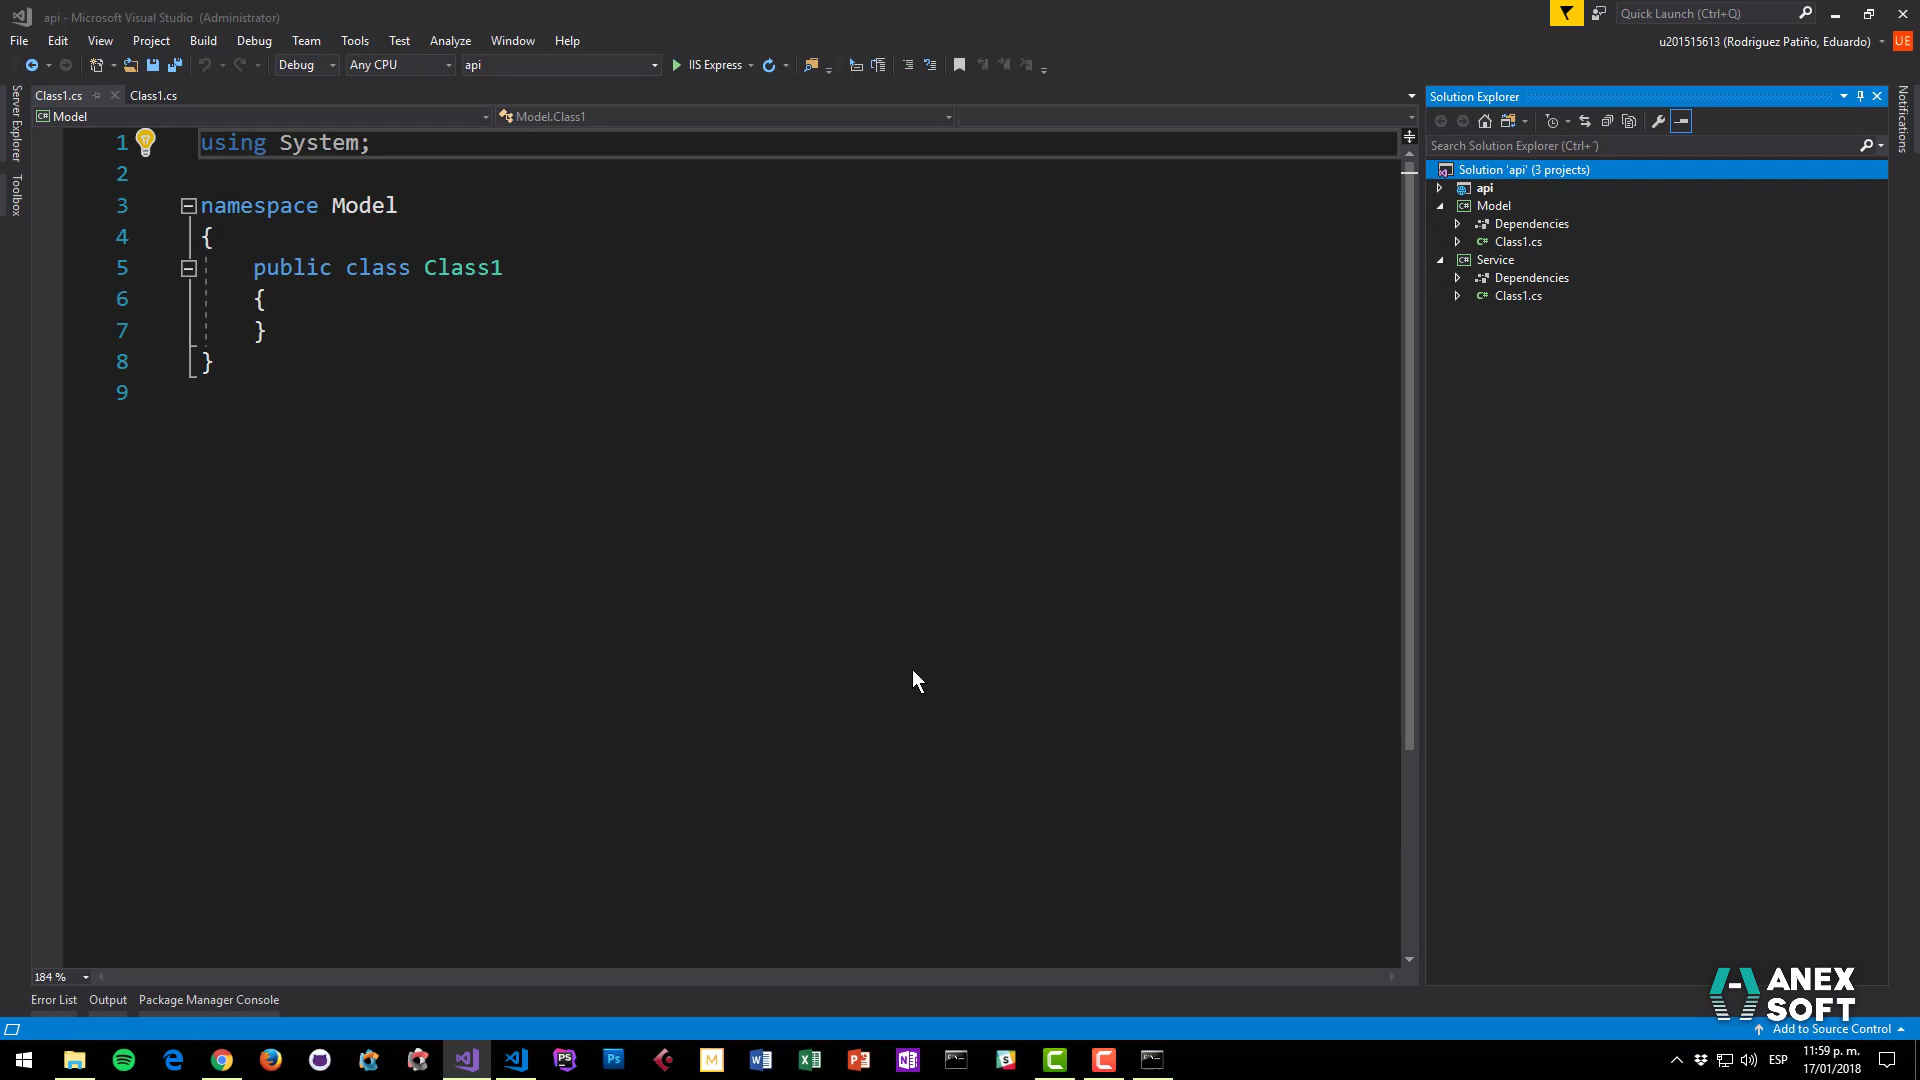 api - Microsoft Visual Studio (Administrator)
Quick Launch (Ctrl+Q)
File Edit View Project Build Debug Team Tools Test Analyze Window Help
u201515613 (Rodriguez Patiño, Eduardo)
UE
Debug Any CPU api IIS Express
Server Explorer
Toolbox
Notifications
Class1.cs Class1.cs
Model Model.Class1
1 using System;
2
3 namespace Model
4 {
5 public class Class1
6 {
7 }
8 }
9
Solution Explorer
Search Solution Explorer (Ctrl+´)
Solution 'api' (3 projects)
api
Model
Dependencies
Class1.cs
Service
Dependencies
Class1.cs
184 %
Error List Output Package Manager Console
ANEX
SOFT
Add to Source Control
ESP
11:59 p. m.
17/01/2018